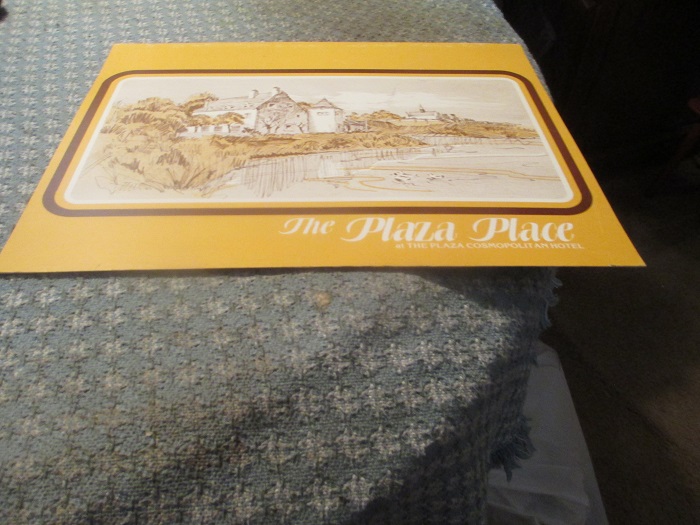 The Plaza Place
at THE PLAZA COSMOPOLITAN HOTEL